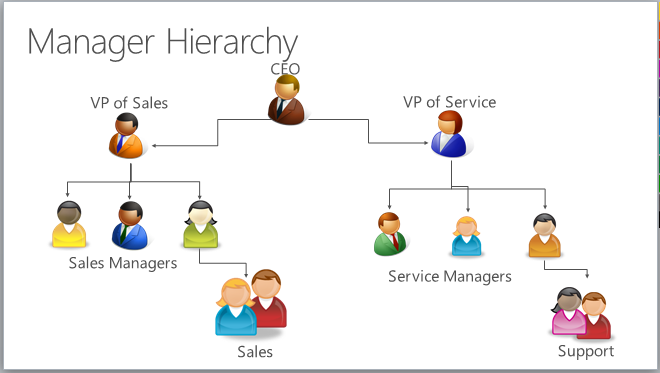 Manager Hierarchy
CEO
VP of Sales
VP of Service
Sales Managers
Service Managers
Sales
Support